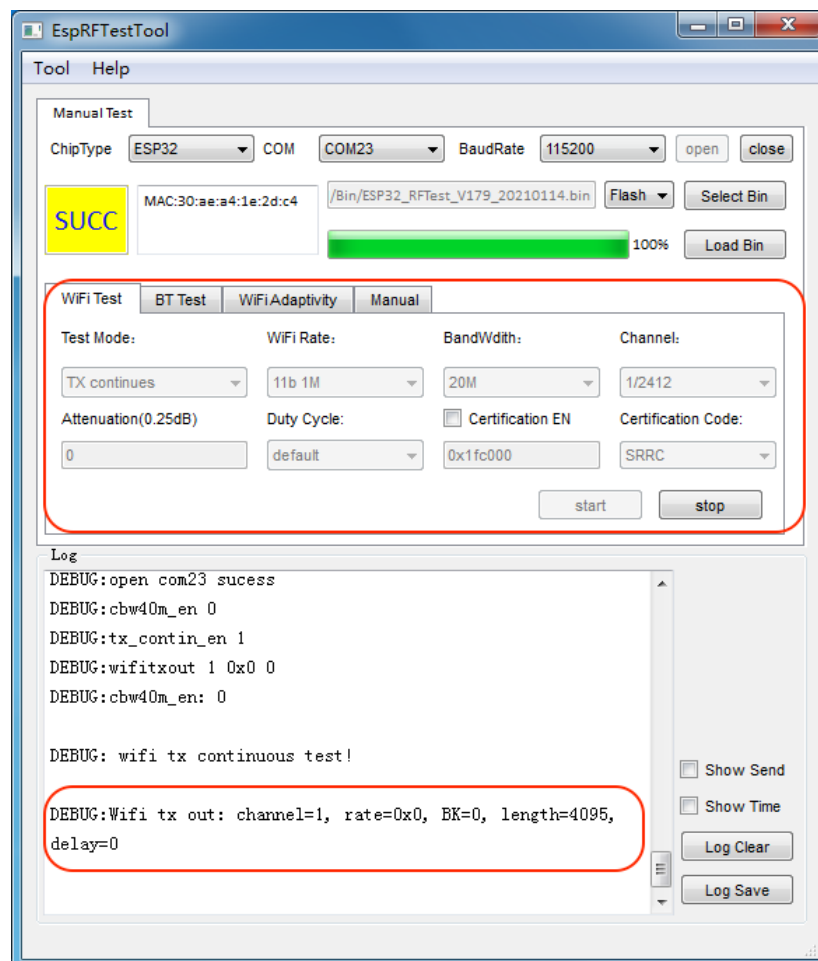 EspRFTestTool
Tool Help
Manual Test
ChipType ESP32 COM COM23 BaudRate 115200 open close
SUCC MAC:30:ae:a4:1e:2d:c4 /Bin/ESP32_RFTest_V179_20210114.bin Flash Select Bin
100% Load Bin
WiFi Test BT Test WiFi Adaptivity Manual
Test Mode: WiFi Rate: BandWdith: Channel:
TX continues 11b 1M 20M 1/2412
Attenuation(0.25dB) Duty Cycle: Certification EN Certification Code:
0 default 0x1fc000 SRRC
start stop
Log
DEBUG:open com23 sucess
DEBUG:cbw40m_en 0
DEBUG:tx_contin_en 1
DEBUG:wifitxout 1 0x0 0
DEBUG:cbw40m_en: 0
DEBUG: wifi tx continuous test!
Show Send
DEBUG:Wifi tx out: channel=1, rate=0x0, BK=0, length=4095, Show Time
delay=0 Log Clear
Log Save